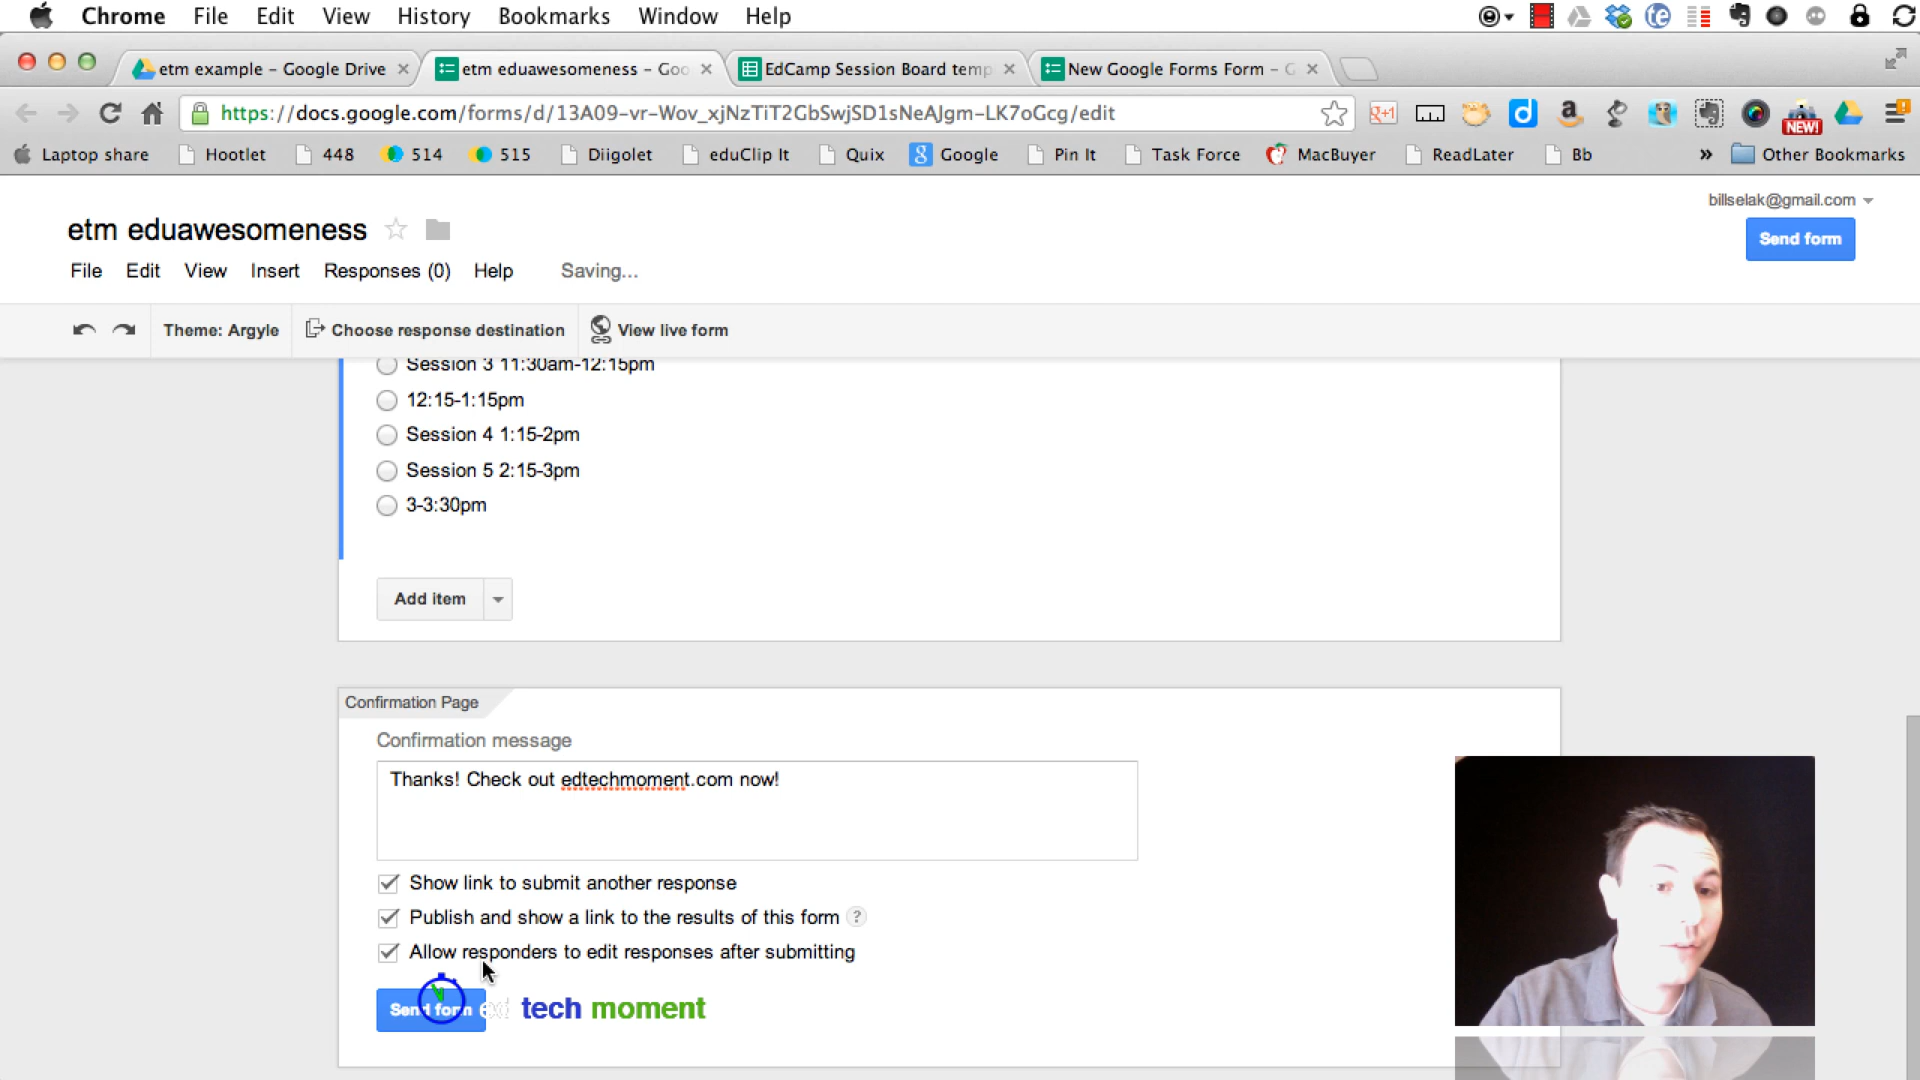 Chrome File Edit View History Bookmarks Window Help
etm example – Google Drive
etm eduawesomeness – Goo
EdCamp Session Board temp
New Google Forms Form – G
https://docs.google.com/forms/d/13A09-vr-Wov_xjNzTiT2GbSwjSD1sNeAJgm-LK7oGcg/edit
NEW!
Laptop share Hootlet 448 514 515 Diigolet eduClip It Quix Google Pin It Task Force MacBuyer ReadLater Bb » Other Bookmarks
billselak@gmail.com
etm eduawesomeness
Send form
File Edit View Insert Responses (0) Help Saving...
Theme: Argyle Choose response destination View live form
Session 3 11:30am-12:15pm
12:15-1:15pm
Session 4 1:15-2pm
Session 5 2:15-3pm
3-3:30pm
Add item
Confirmation Page
Confirmation message
Thanks! Check out edtechmoment.com now!
Show link to submit another response
Publish and show a link to the results of this form ?
Allow responders to edit responses after submitting
Send form
ed tech moment